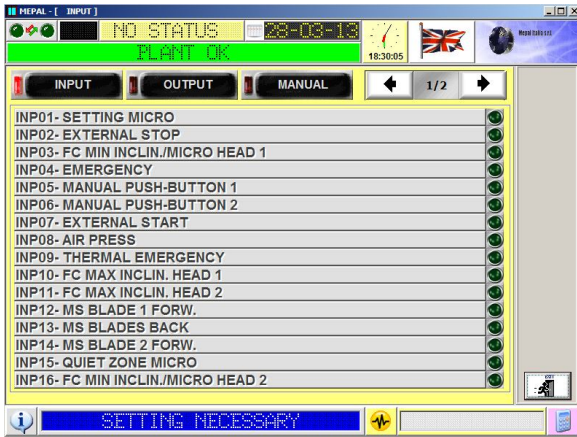 MEPAL - [ INPUT ]
NO STATUS
28-03-13
PLANT OK
18:30:05
Mepal Italia s.r.l.
INPUT
OUTPUT
MANUAL
1/2
INP01- SETTING MICRO
INP02- EXTERNAL STOP
INP03- FC MIN INCLIN./MICRO HEAD 1
INP04- EMERGENCY
INP05- MANUAL PUSH-BUTTON 1
INP06- MANUAL PUSH-BUTTON 2
INP07- EXTERNAL START
INP08- AIR PRESS
INP09- THERMAL EMERGENCY
INP10- FC MAX INCLIN. HEAD 1
INP11- FC MAX INCLIN. HEAD 2
INP12- MS BLADE 1 FORW.
INP13- MS BLADES BACK
INP14- MS BLADE 2 FORW.
INP15- QUIET ZONE MICRO
INP16- FC MIN INCLIN./MICRO HEAD 2
EXIT
SETTING NECESSARY